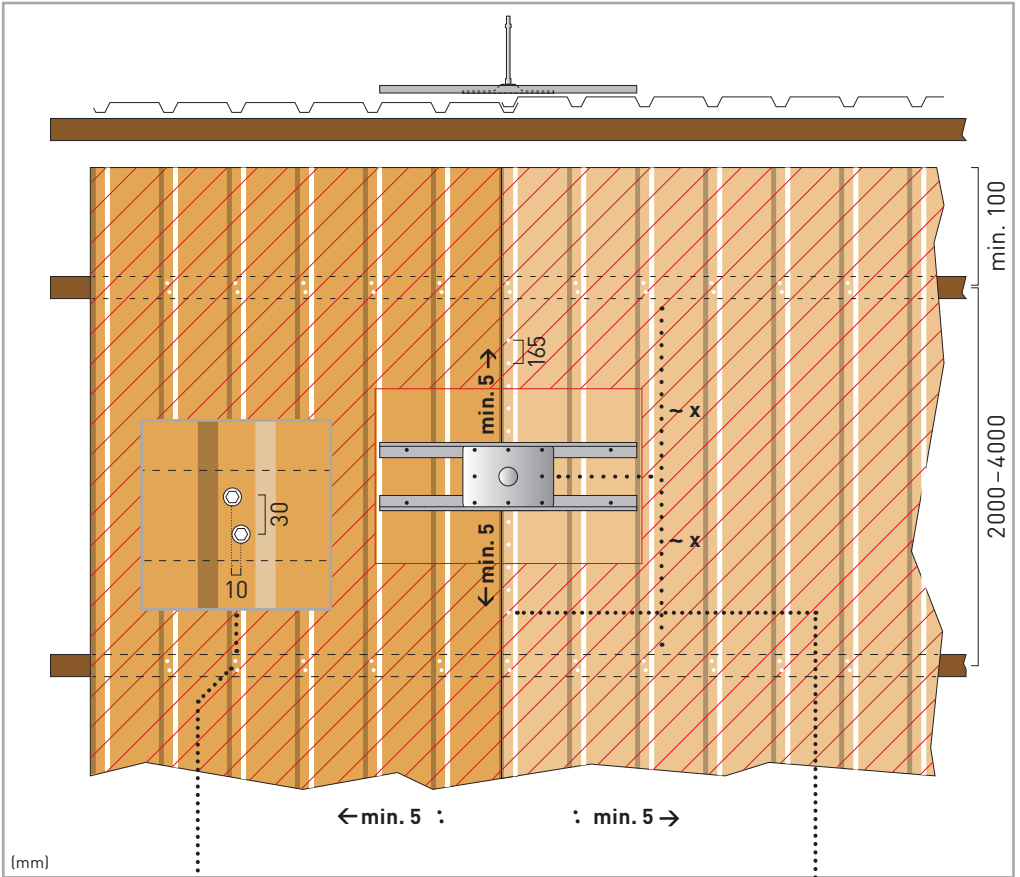 min. 100
165
min. 5 →
~ x
2000–4000
30
10
← min. 5
~ x
← min. 5 :
: min. 5 →
(mm)